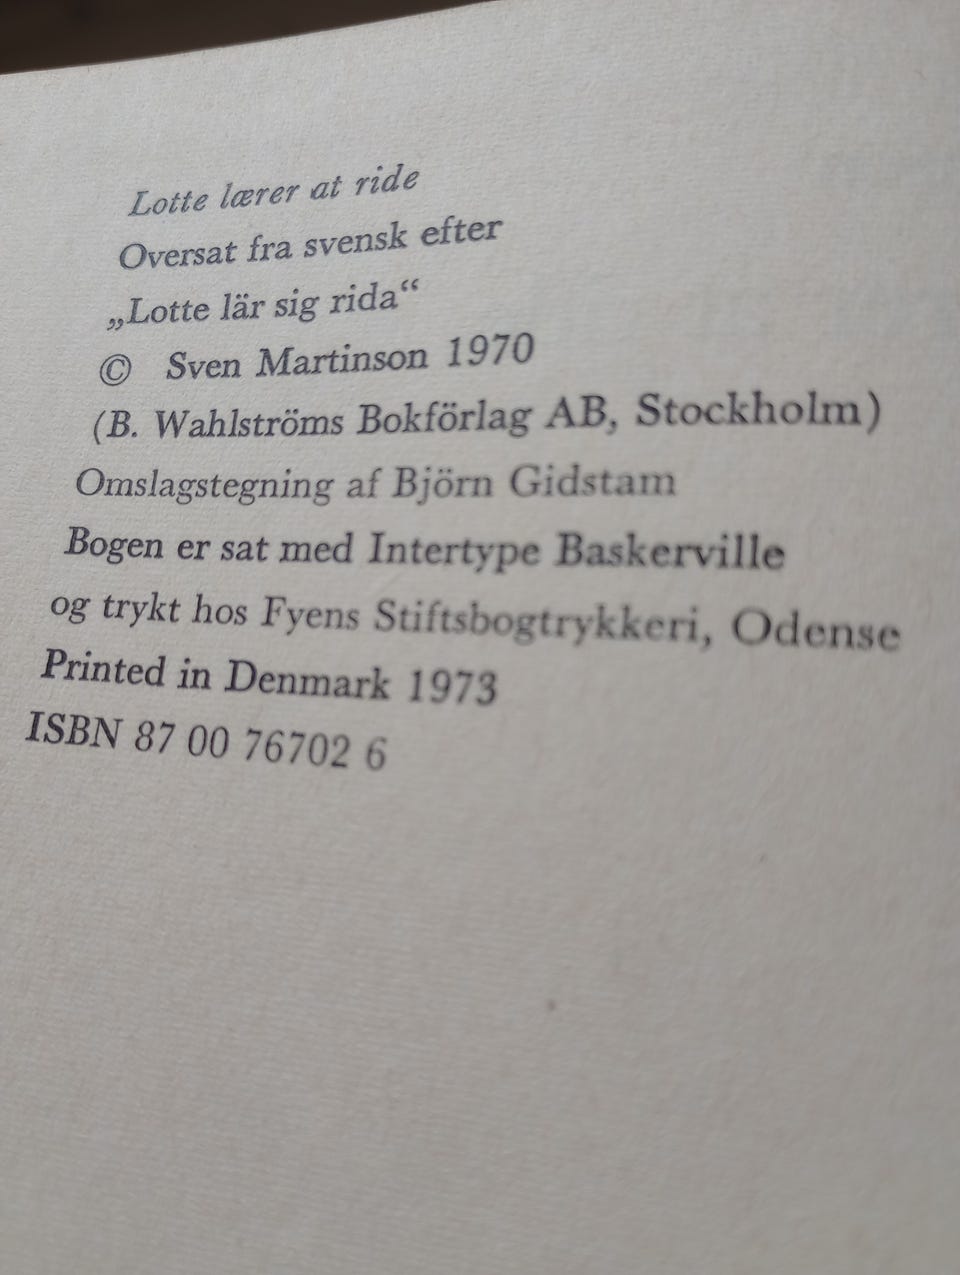 Lotte lærer at ride
Oversat fra svensk efter
„Lotte lär sig rida“
© Sven Martinson 1970
(B. Wahlströms Bokförlag AB, Stockholm)
Omslagstegning af Björn Gidstam
Bogen er sat med Intertype Baskerville
og trykt hos Fyens Stiftsbogtrykkeri, Odense
Printed in Denmark 1973
ISBN 87 00 76702 6